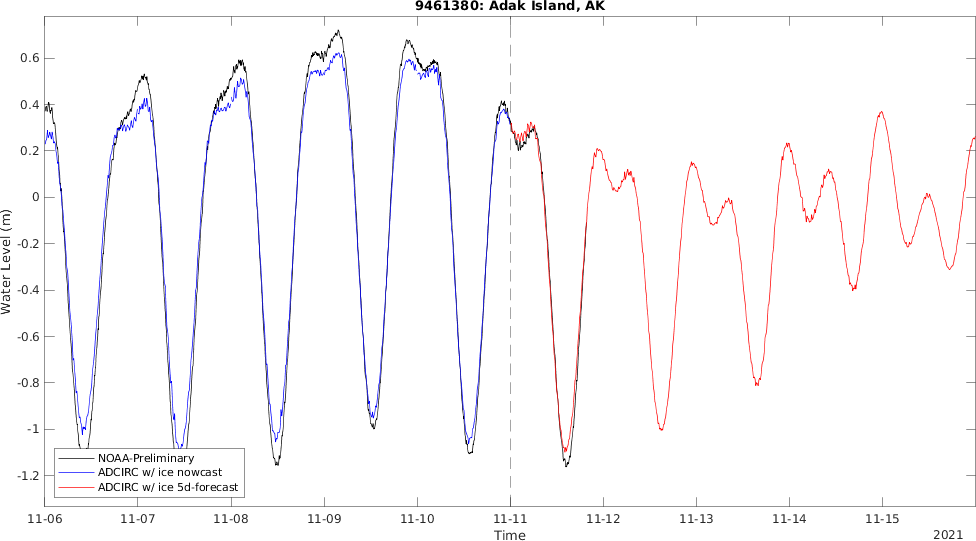 9461380: Adak Island, AK
0.6
0.4
0.2
0
-0.2
-0.4
-0.6
-0.8
-1
-1.2
Water Level (m)
NOAA-Preliminary
ADCIRC w/ ice nowcast
ADCIRC w/ ice 5d-forecast
11-06 11-07 11-08 11-09 11-10 11-11 11-12 11-13 11-14 11-15
Time
2021